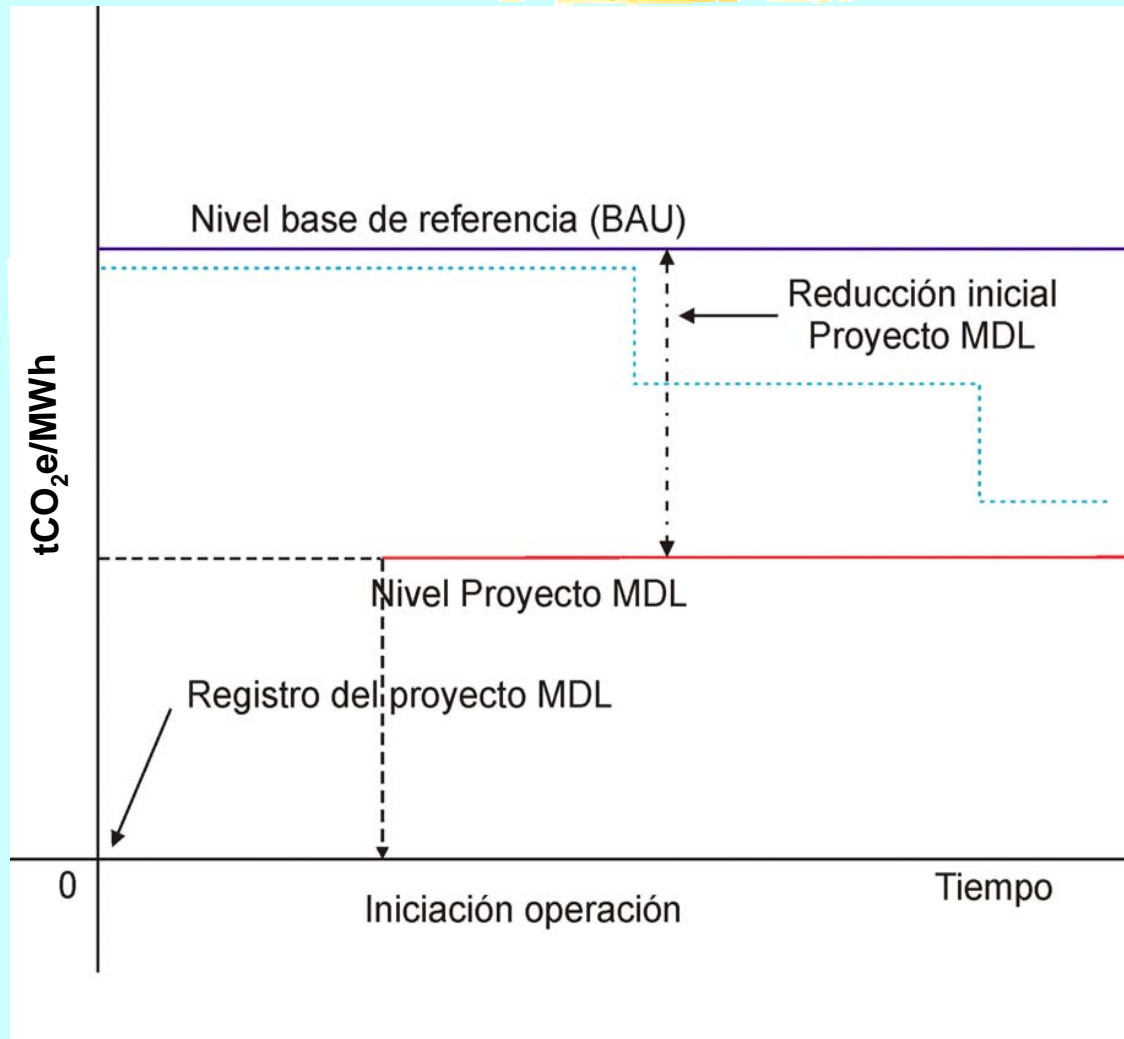 Nivel base de referencia (BAU)
Reducción inicial
Proyecto MDL
tCO₂e/MWh
Nivel Proyecto MDL
Registro del proyecto MDL
0
Tiempo
Iniciación operación